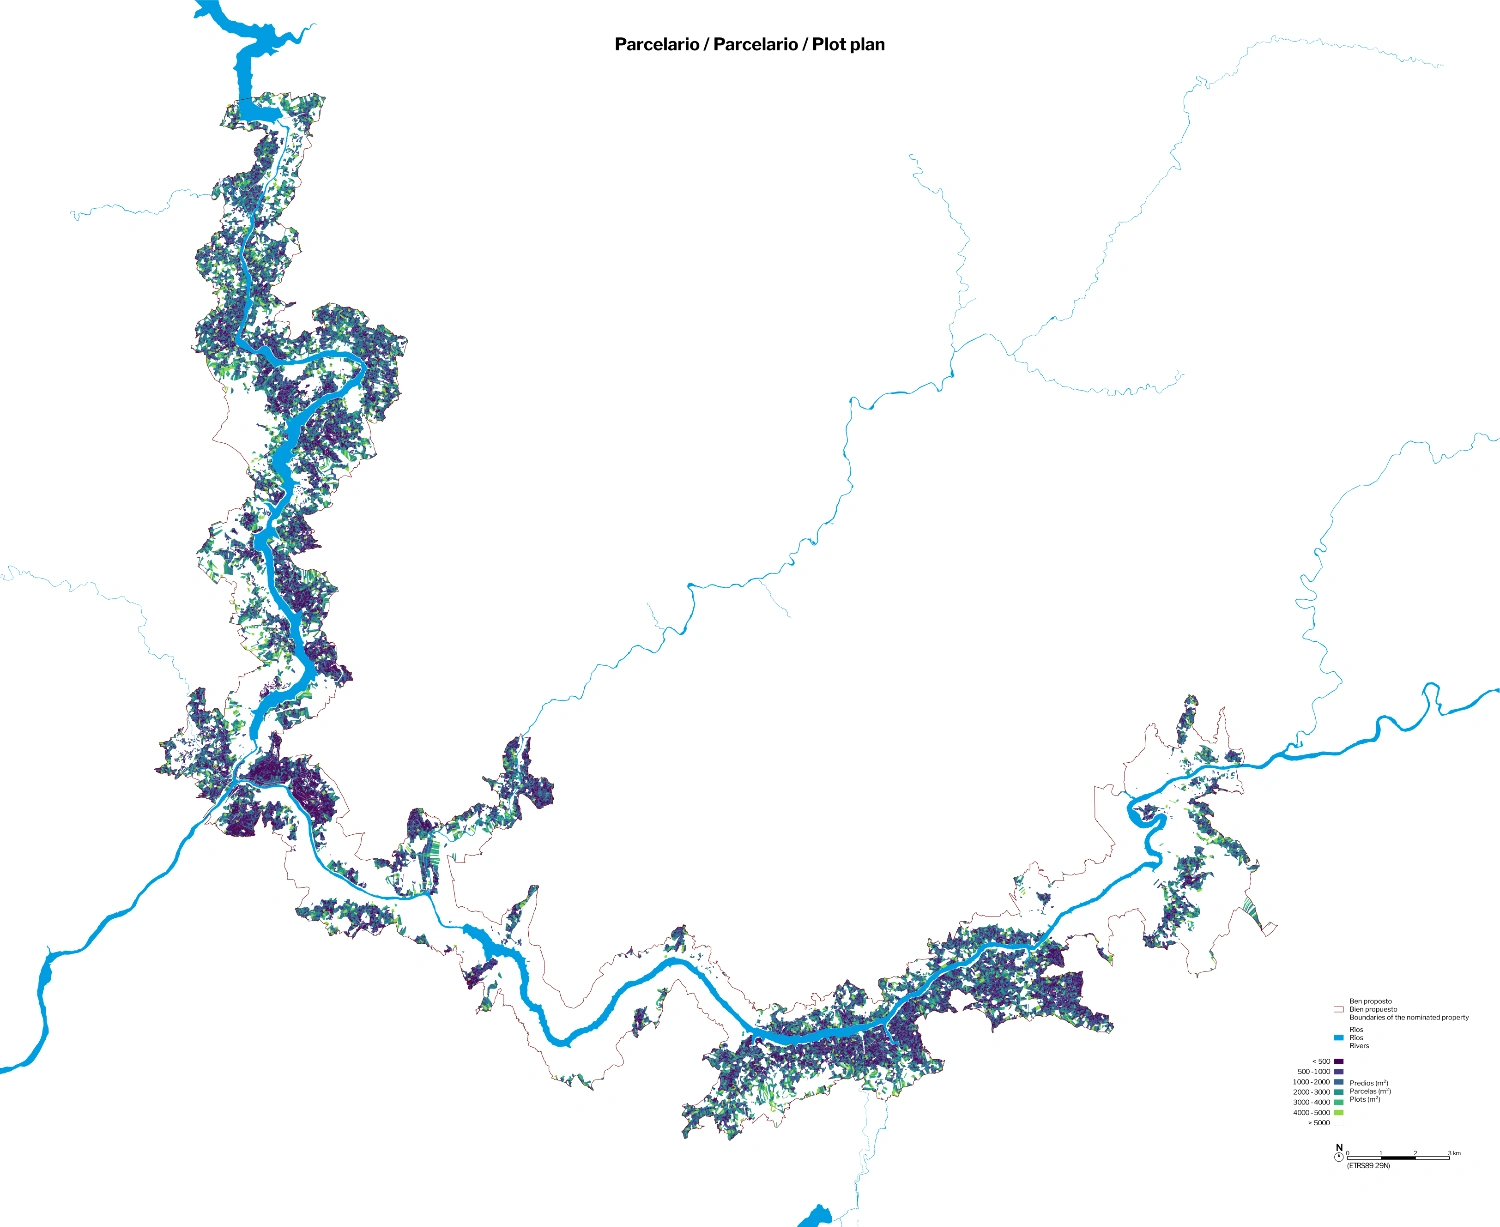 Parcelario / Parcelario / Plot plan
Ben proposto
Bien propuesto
Boundaries of the nominated property
Ríos
Ríos
Rivers
< 500
500 -1000
1000 -2000
2000 -3000
3000 -4000
4000 -5000
> 5000
Predios (m²)
Parcelas (m²)
Plots (m²)
N
0 1 2 3 km
(ETRS89 29N)